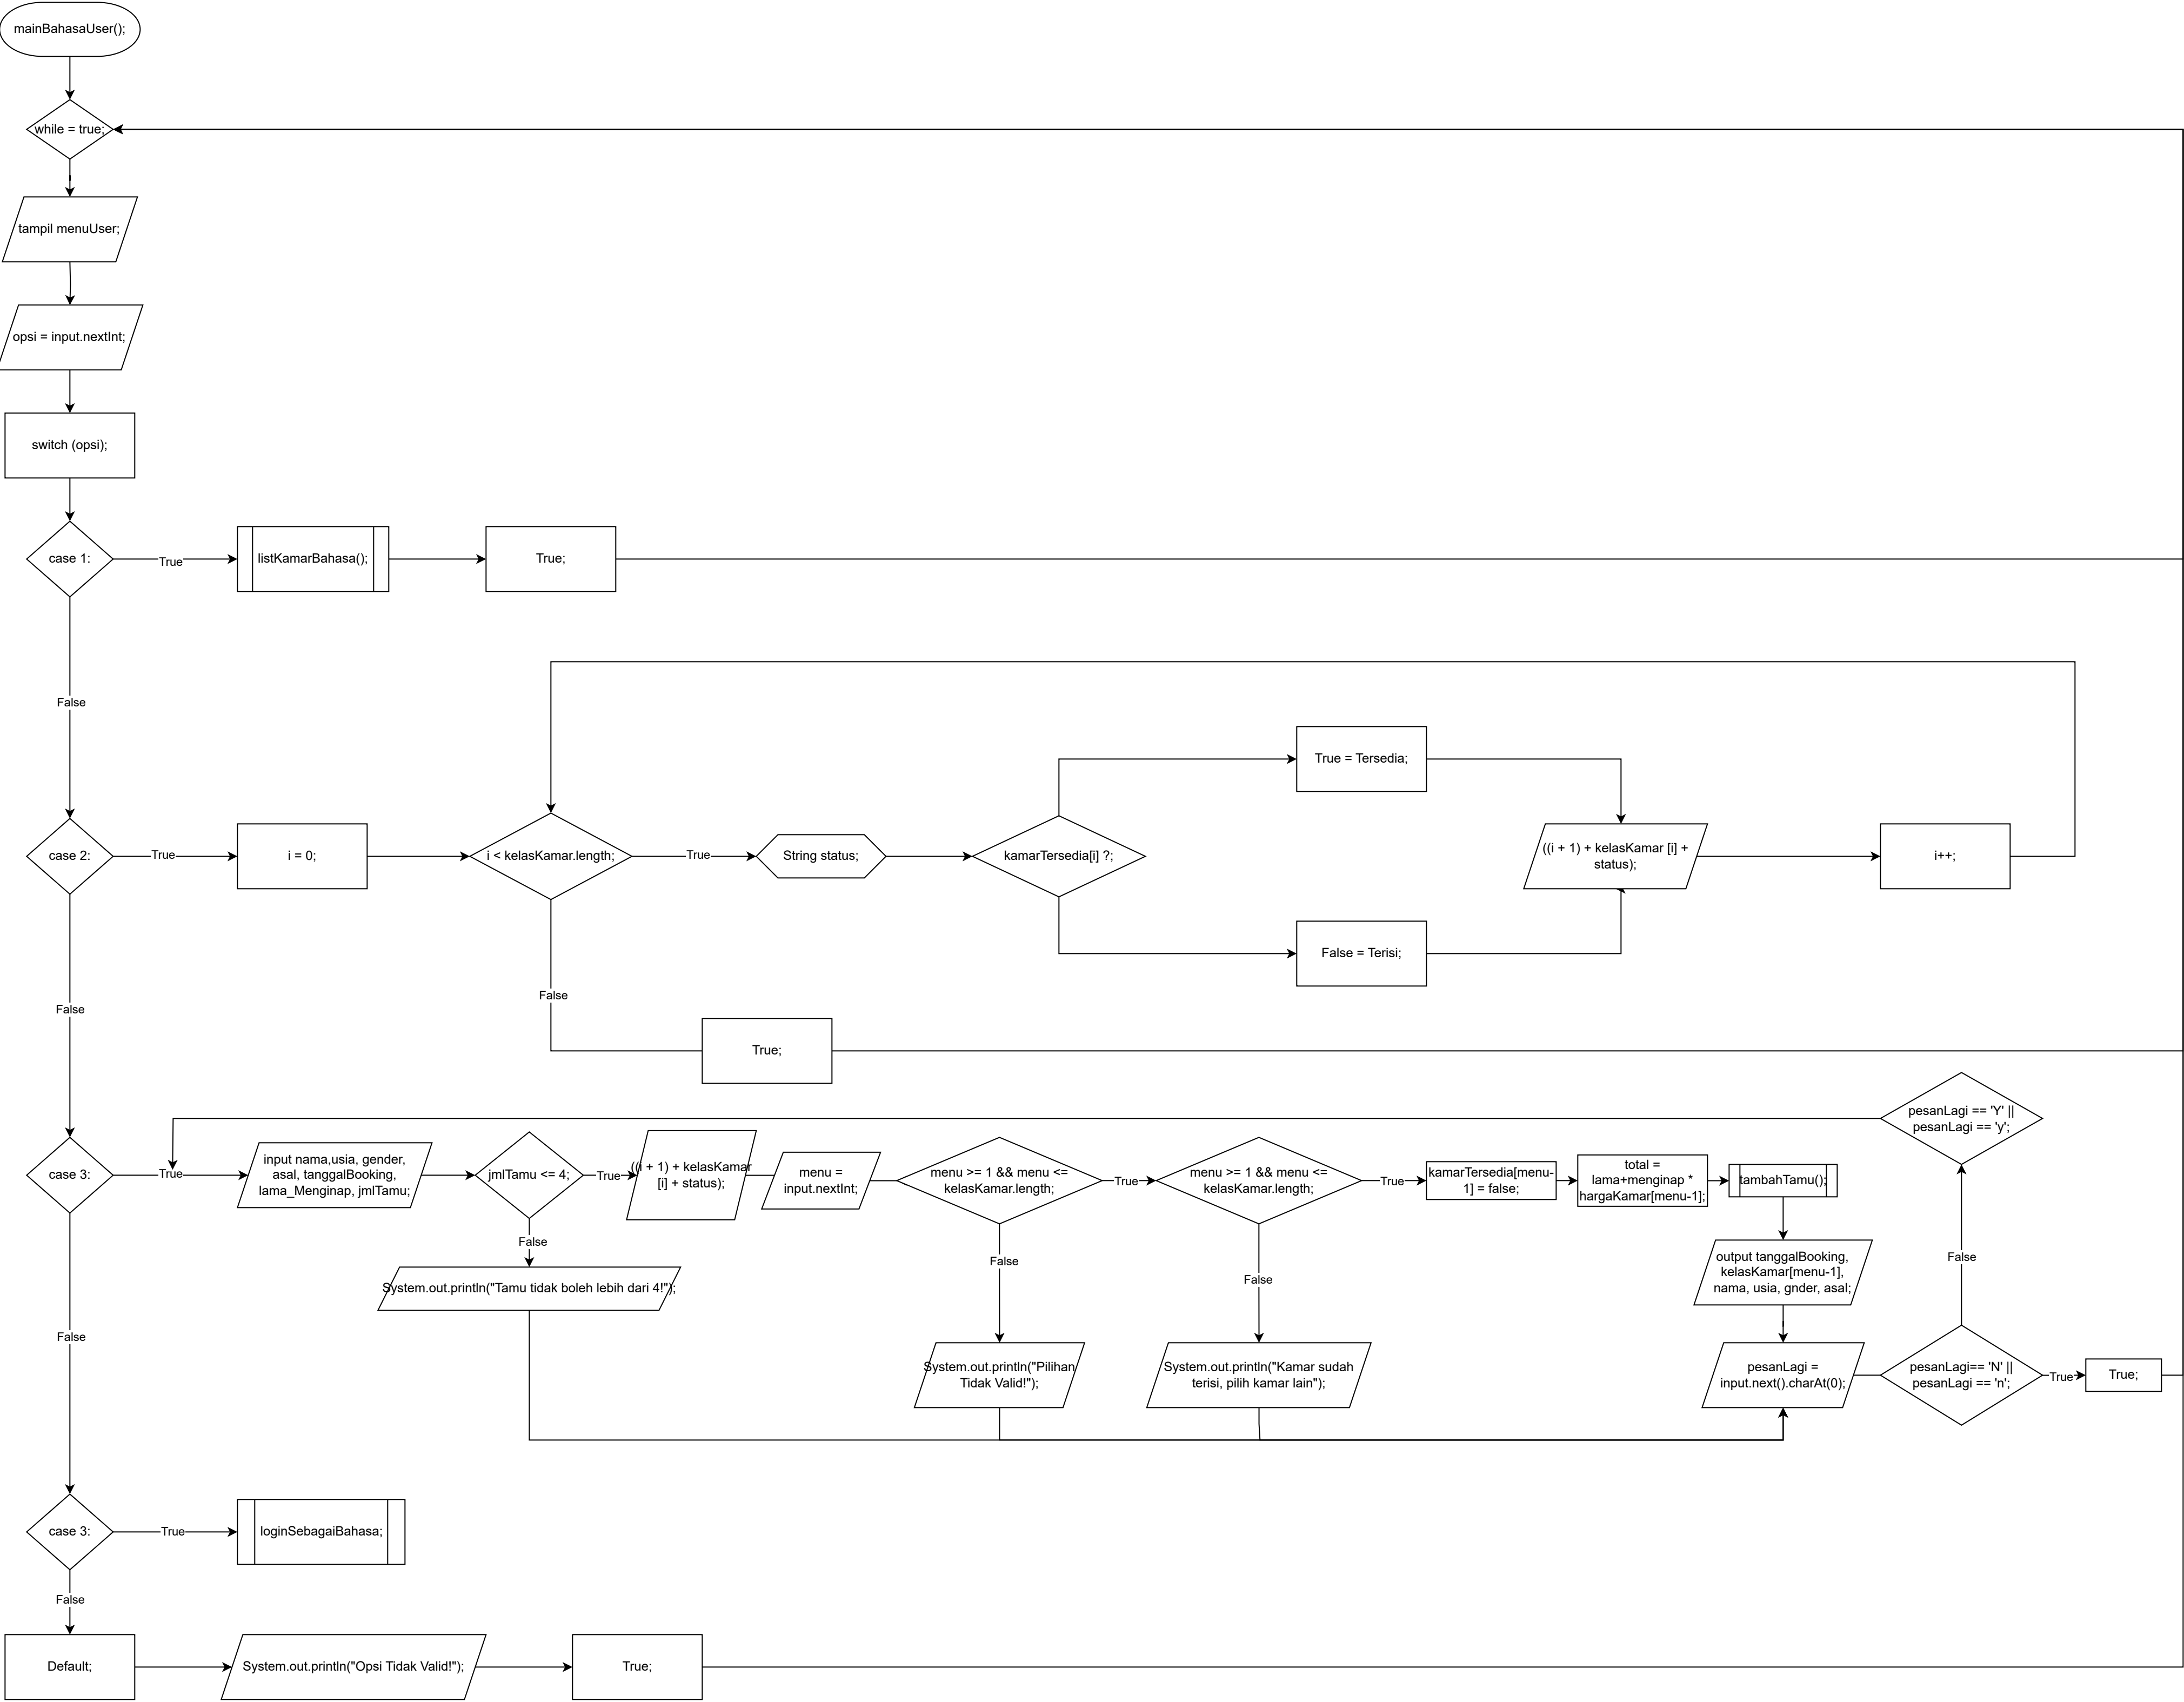 mainBahasaUser();
while = true;
tampil menuUser;
opsi = input.nextInt;
switch (opsi);
case 1:
True
listKamarBahasa();
True;
False
case 2:
True
i = 0;
i < kelasKamar.length;
True
String status;
kamarTersedia[i] ?;
True = Tersedia;
False = Terisi;
((i + 1) + kelasKamar [i] +
status);
i++;
False
True;
False
case 3:
True
input nama,usia, gender,
asal, tanggalBooking,
lama_Menginap, jmlTamu;
jmlTamu <= 4;
True
((i + 1) + kelasKamar
[i] + status);
menu =
input.nextInt;
menu >= 1 && menu <=
kelasKamar.length;
True
menu >= 1 && menu <=
kelasKamar.length;
True
kamarTersedia[menu-
1] = false;
total =
lama+menginap *
hargaKamar[menu-1];
tambahTamu();
pesanLagi == 'Y' ||
pesanLagi == 'y';
False
System.out.println("Tamu tidak boleh lebih dari 4!");
False
System.out.println("Pilihan
Tidak Valid!");
False
System.out.println("Kamar sudah
terisi, pilih kamar lain");
output tanggalBooking,
kelasKamar[menu-1],
nama, usia, gnder, asal;
pesanLagi =
input.next().charAt(0);
False
pesanLagi== 'N' ||
pesanLagi == 'n';
True
True;
False
case 3:
True
loginSebagaiBahasa;
False
Default;
System.out.println("Opsi Tidak Valid!");
True;